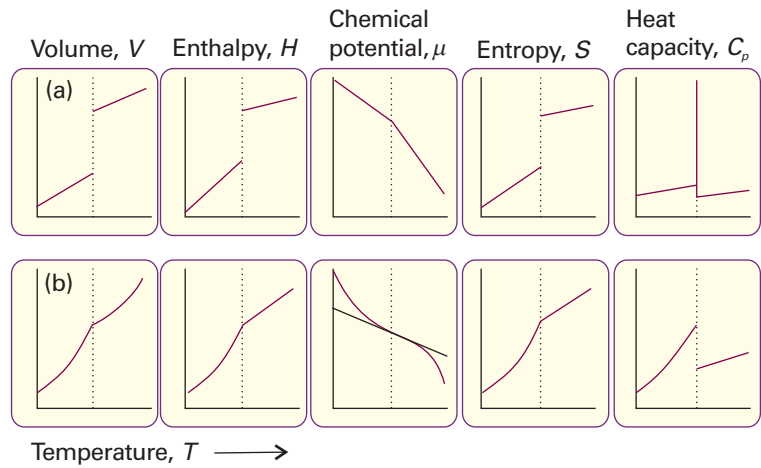 Volume, V
Enthalpy, H
Chemical
potential, μ
Entropy, S
Heat
capacity, Cp
(a)
(b)
Temperature, T